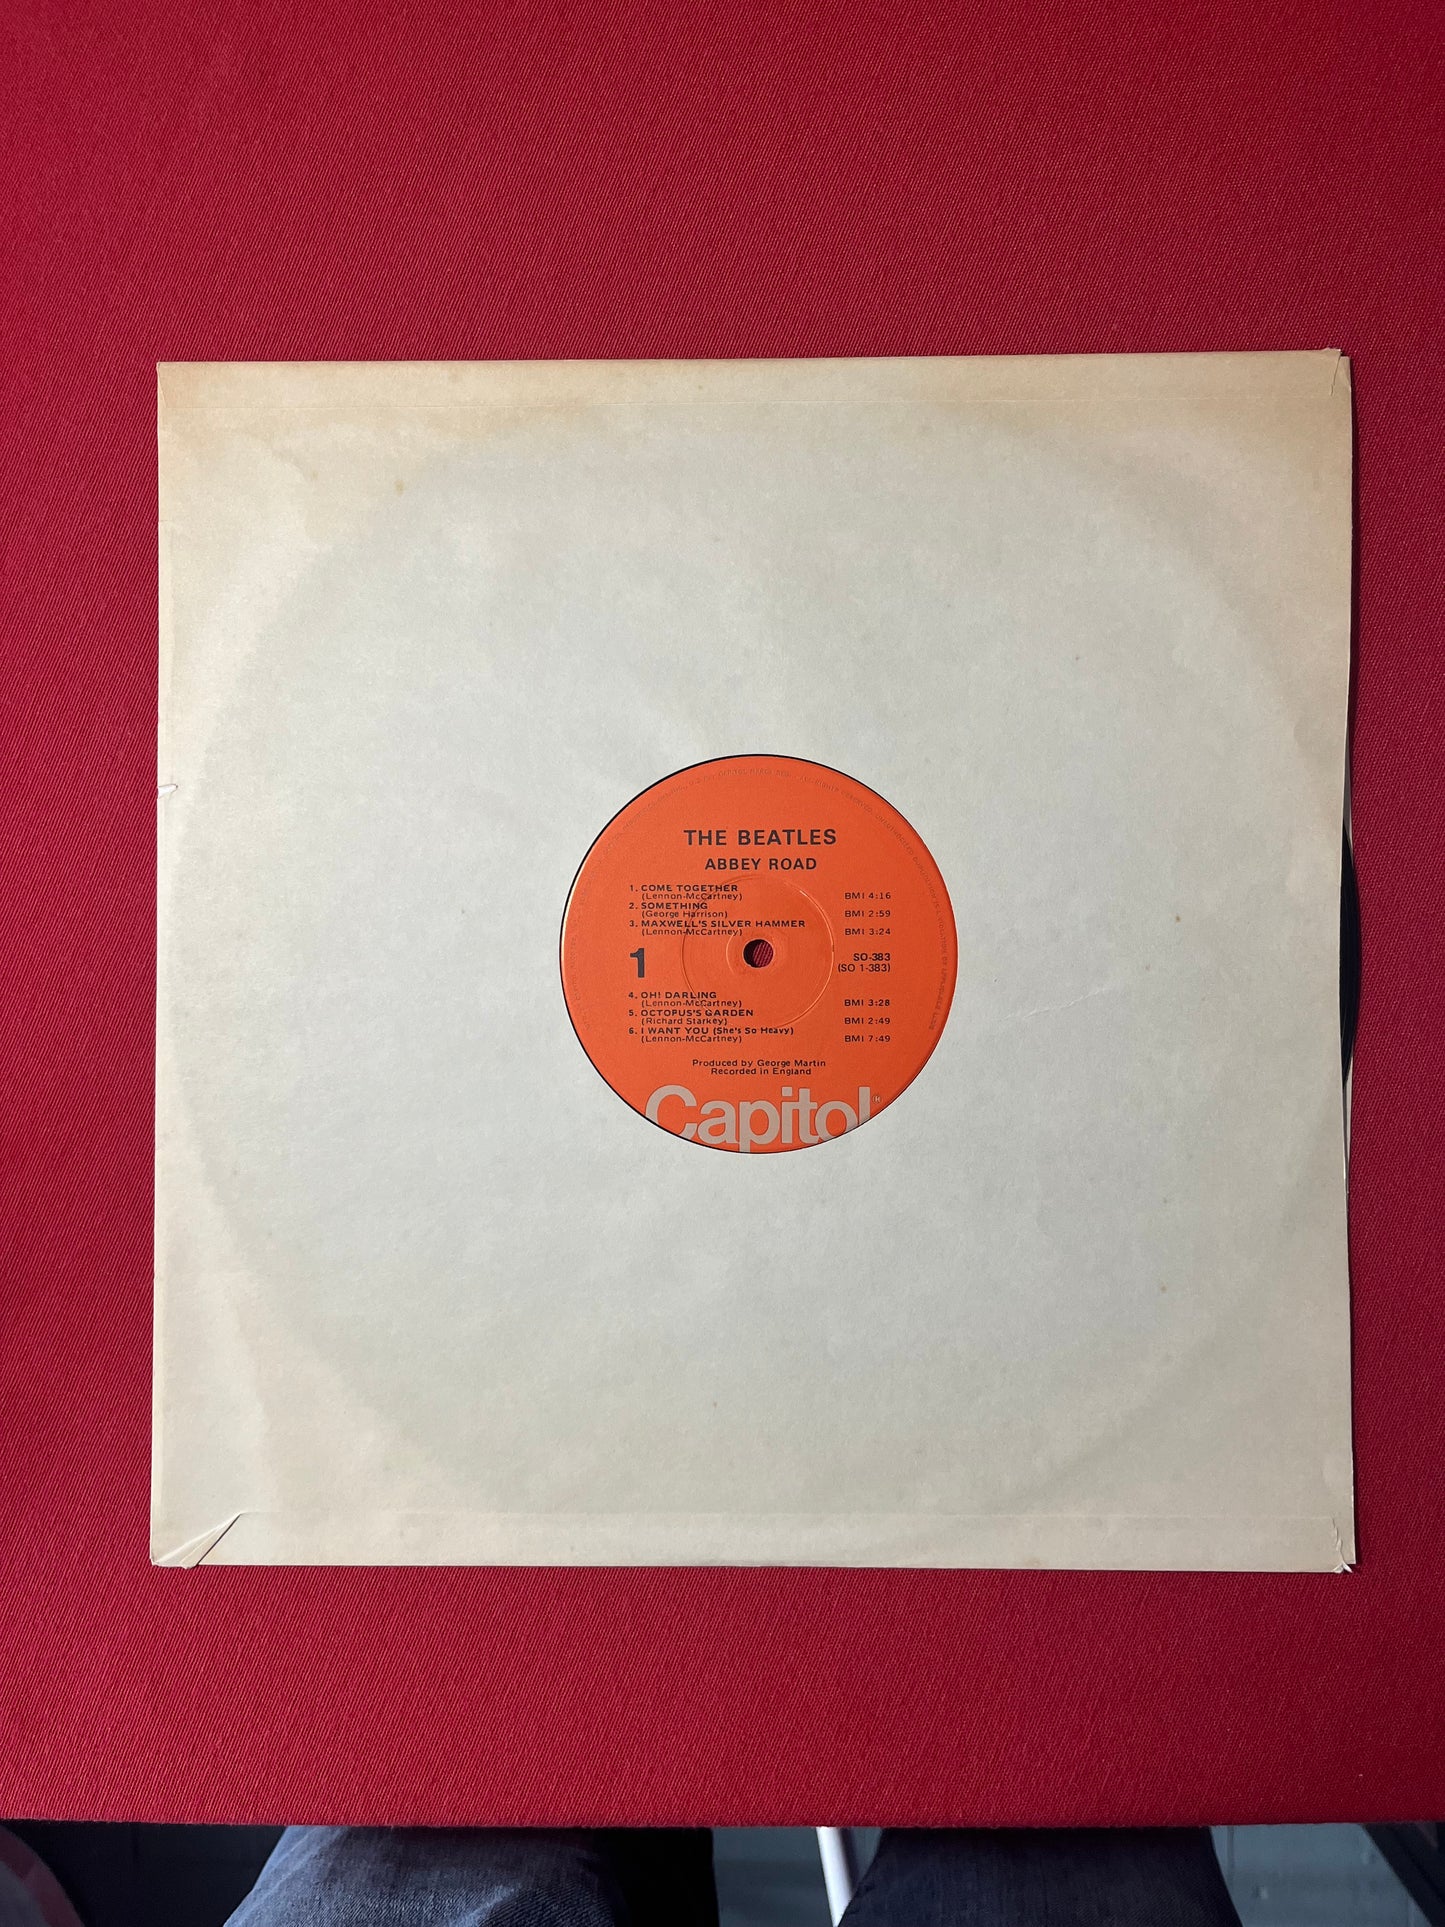 THE BEATLES
ABBEY ROAD
1. COME TOGETHER
(Lennon-McCartney) BMI 4:16
2. SOMETHING
(George Harrison) BMI 2:59
3. MAXWELL'S SILVER HAMMER
(Lennon-McCartney) BMI 3:24
1 SO-383
(SO 1-383)
4. OH! DARLING
(Lennon-McCartney) BMI 3:28
5. OCTOPUS'S GARDEN
(Richard Starkey) BMI 2:49
6. I WANT YOU (She's So Heavy)
(Lennon-McCartney) BMI 7:49
Produced by George Martin
Recorded in England
Capitol®